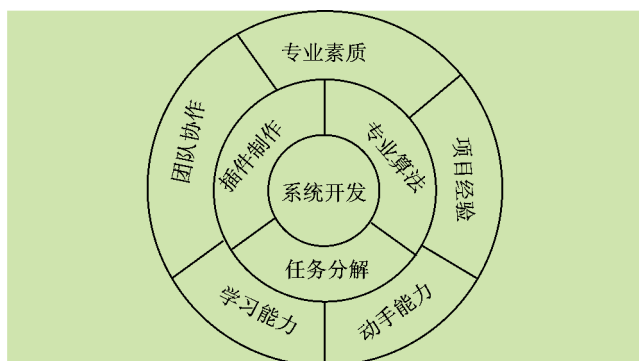 专业素质
团队协作
插件制作
专业算法
项目经验
系统开发
任务分解
学习能力
动手能力